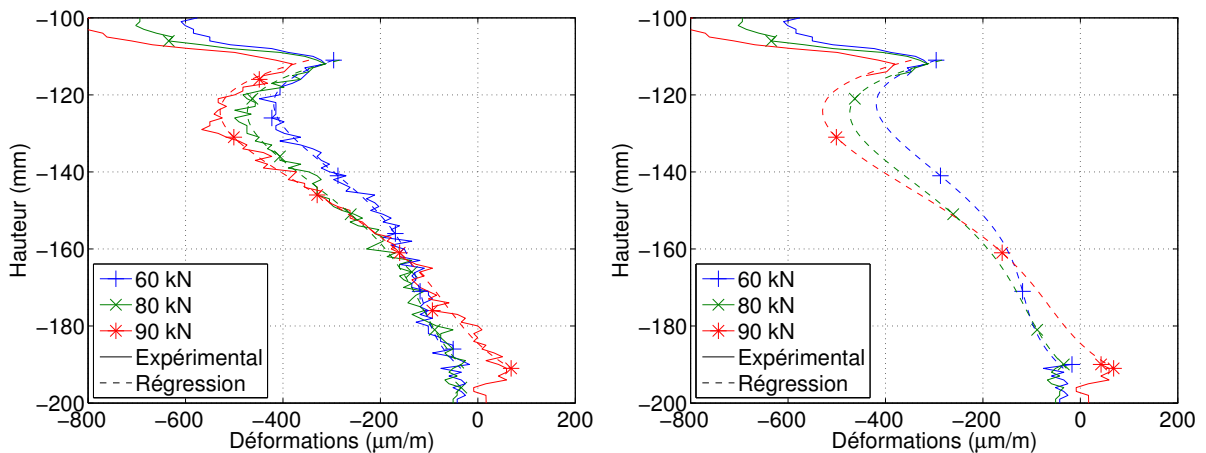 −100
−120
−140
−160
−180
−200
Hauteur (mm)
60 kN
80 kN
90 kN
Expérimental
Régression
−800 −600 −400 −200 0 200
Déformations (μm/m)
−100
−120
−140
−160
−180
−200
Hauteur (mm)
60 kN
80 kN
90 kN
Expérimental
Régression
−800 −600 −400 −200 0 200
Déformations (μm/m)